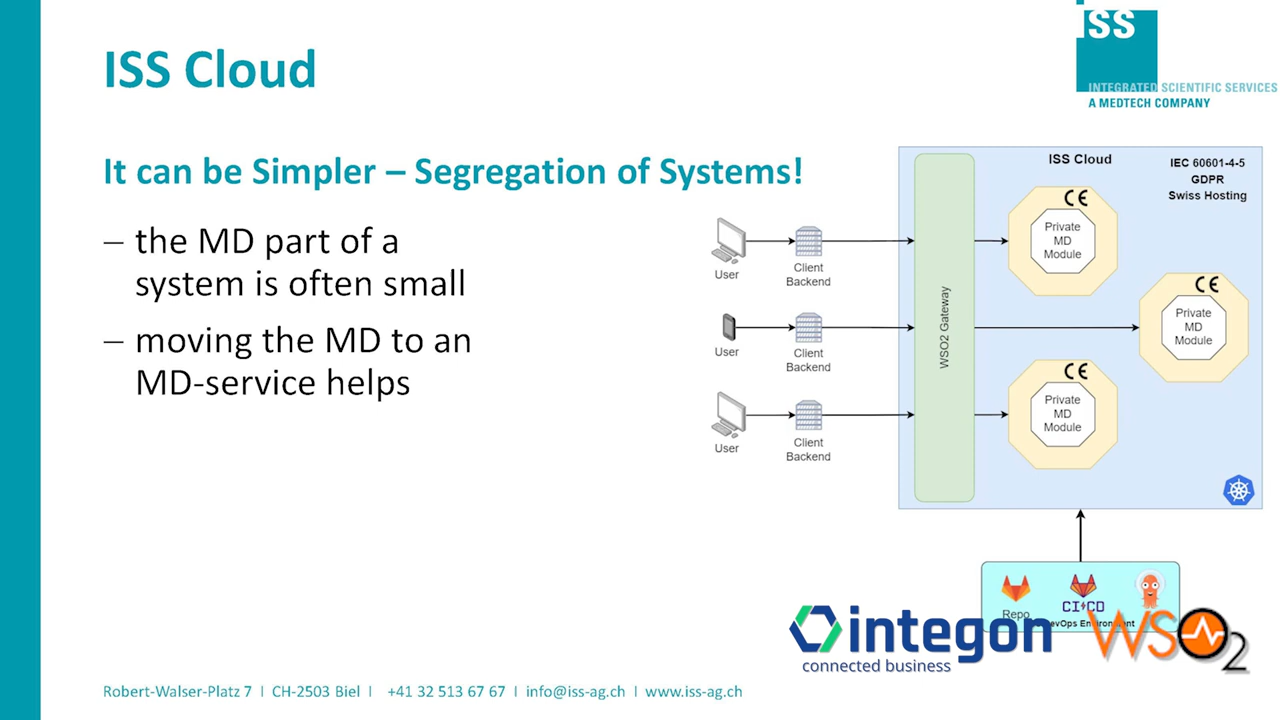 ISS Cloud
iSS
INTEGRATED SCIENTIFIC SERVICES
A MEDTECH COMPANY
It can be Simpler – Segregation of Systems!
– the MD part of a
system is often small
– moving the MD to an
MD-service helps
ISS Cloud
IEC 60601-4-5
GDPR
Swiss Hosting
User
Client
Backend
User
Client
Backend
User
Client
Backend
WSO2 Gateway
CE
Private
MD
Module
CE
Private
MD
Module
CE
Private
MD
Module
Repo
CI CD
integon
connected business
WSO2
Robert-Walser-Platz 7 I CH-2503 Biel I +41 32 513 67 67 I info@iss-ag.ch I www.iss-ag.ch